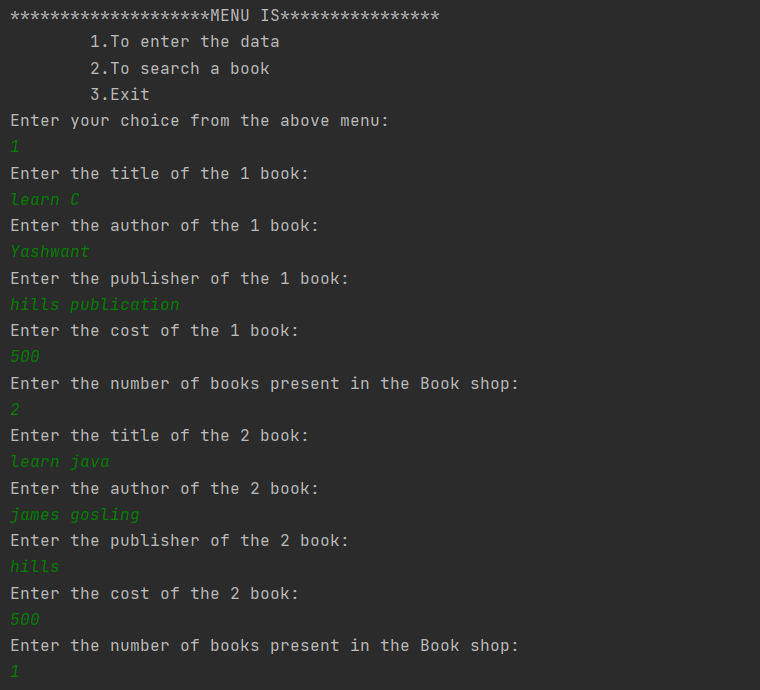 ********************MENU IS****************
1.To enter the data
2.To search a book
3.Exit
Enter your choice from the above menu:
1
Enter the title of the 1 book:
learn C
Enter the author of the 1 book:
Yashwant
Enter the publisher of the 1 book:
hills publication
Enter the cost of the 1 book:
500
Enter the number of books present in the Book shop:
2
Enter the title of the 2 book:
learn java
Enter the author of the 2 book:
james gosling
Enter the publisher of the 2 book:
hills
Enter the cost of the 2 book:
500
Enter the number of books present in the Book shop:
1